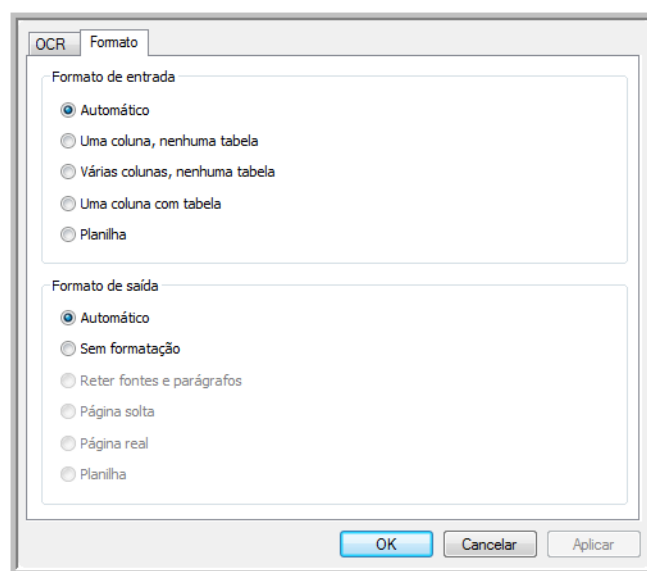 OCR Formato
Formato de entrada
Automático
Uma coluna, nenhuma tabela
Várias colunas, nenhuma tabela
Uma coluna com tabela
Planilha
Formato de saída
Automático
Sem formatação
Reter fontes e parágrafos
Página solta
Página real
Planilha
OK Cancelar Aplicar